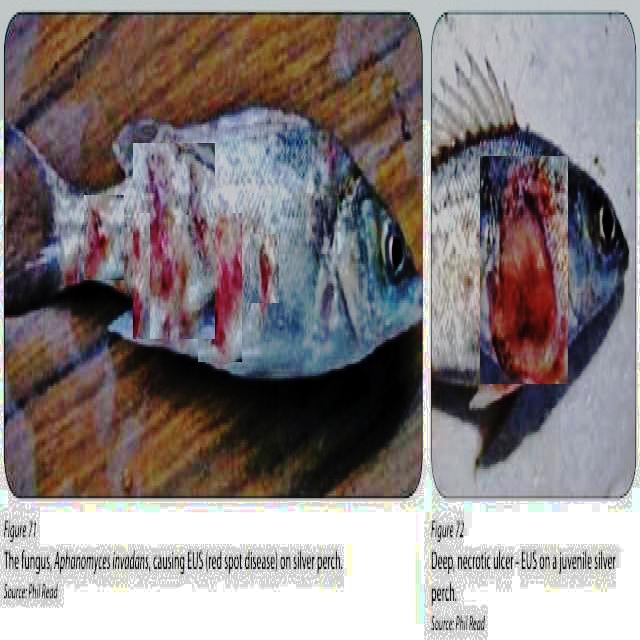 Figure 71
The fungus, Aphanomyces invadans, causing EUS (red spot disease) on silver perch.
Source: Phil Read
Figure 72
Deep, necrotic ulcer - EUS on a juvenile silver
perch.
Source: Phil Read